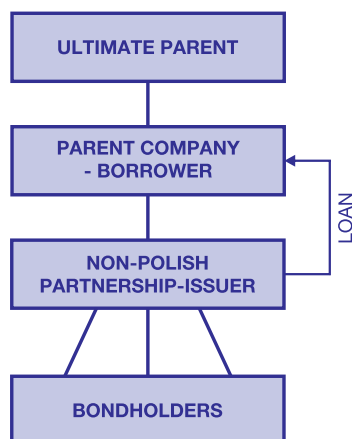 ULTIMATE PARENT
PARENT COMPANY
- BORROWER
LOAN
NON-POLISH
PARTNERSHIP-ISSUER
BONDHOLDERS